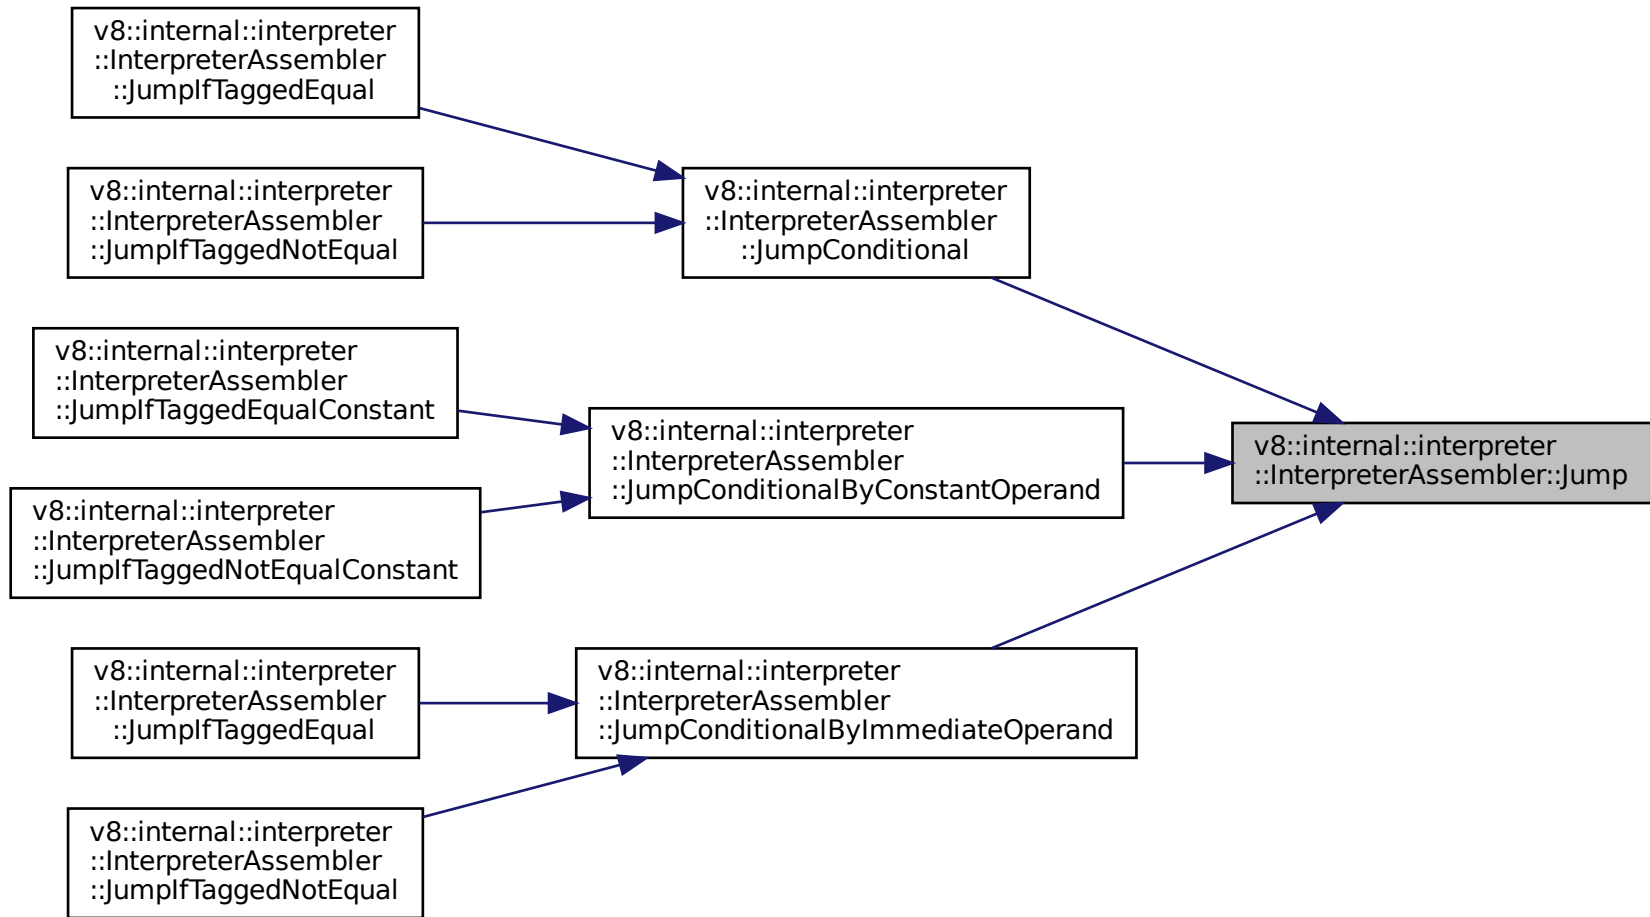 v8::internal::interpreter
::InterpreterAssembler
::JumpIfTaggedEqual
v8::internal::interpreter
::InterpreterAssembler
::JumpIfTaggedNotEqual
v8::internal::interpreter
::InterpreterAssembler
::JumpConditional
v8::internal::interpreter
::InterpreterAssembler
::JumpIfTaggedEqualConstant
v8::internal::interpreter
::InterpreterAssembler
::JumpIfTaggedNotEqualConstant
v8::internal::interpreter
::InterpreterAssembler
::JumpConditionalByConstantOperand
v8::internal::interpreter
::InterpreterAssembler::Jump
v8::internal::interpreter
::InterpreterAssembler
::JumpIfTaggedEqual
v8::internal::interpreter
::InterpreterAssembler
::JumpIfTaggedNotEqual
v8::internal::interpreter
::InterpreterAssembler
::JumpConditionalByImmediateOperand